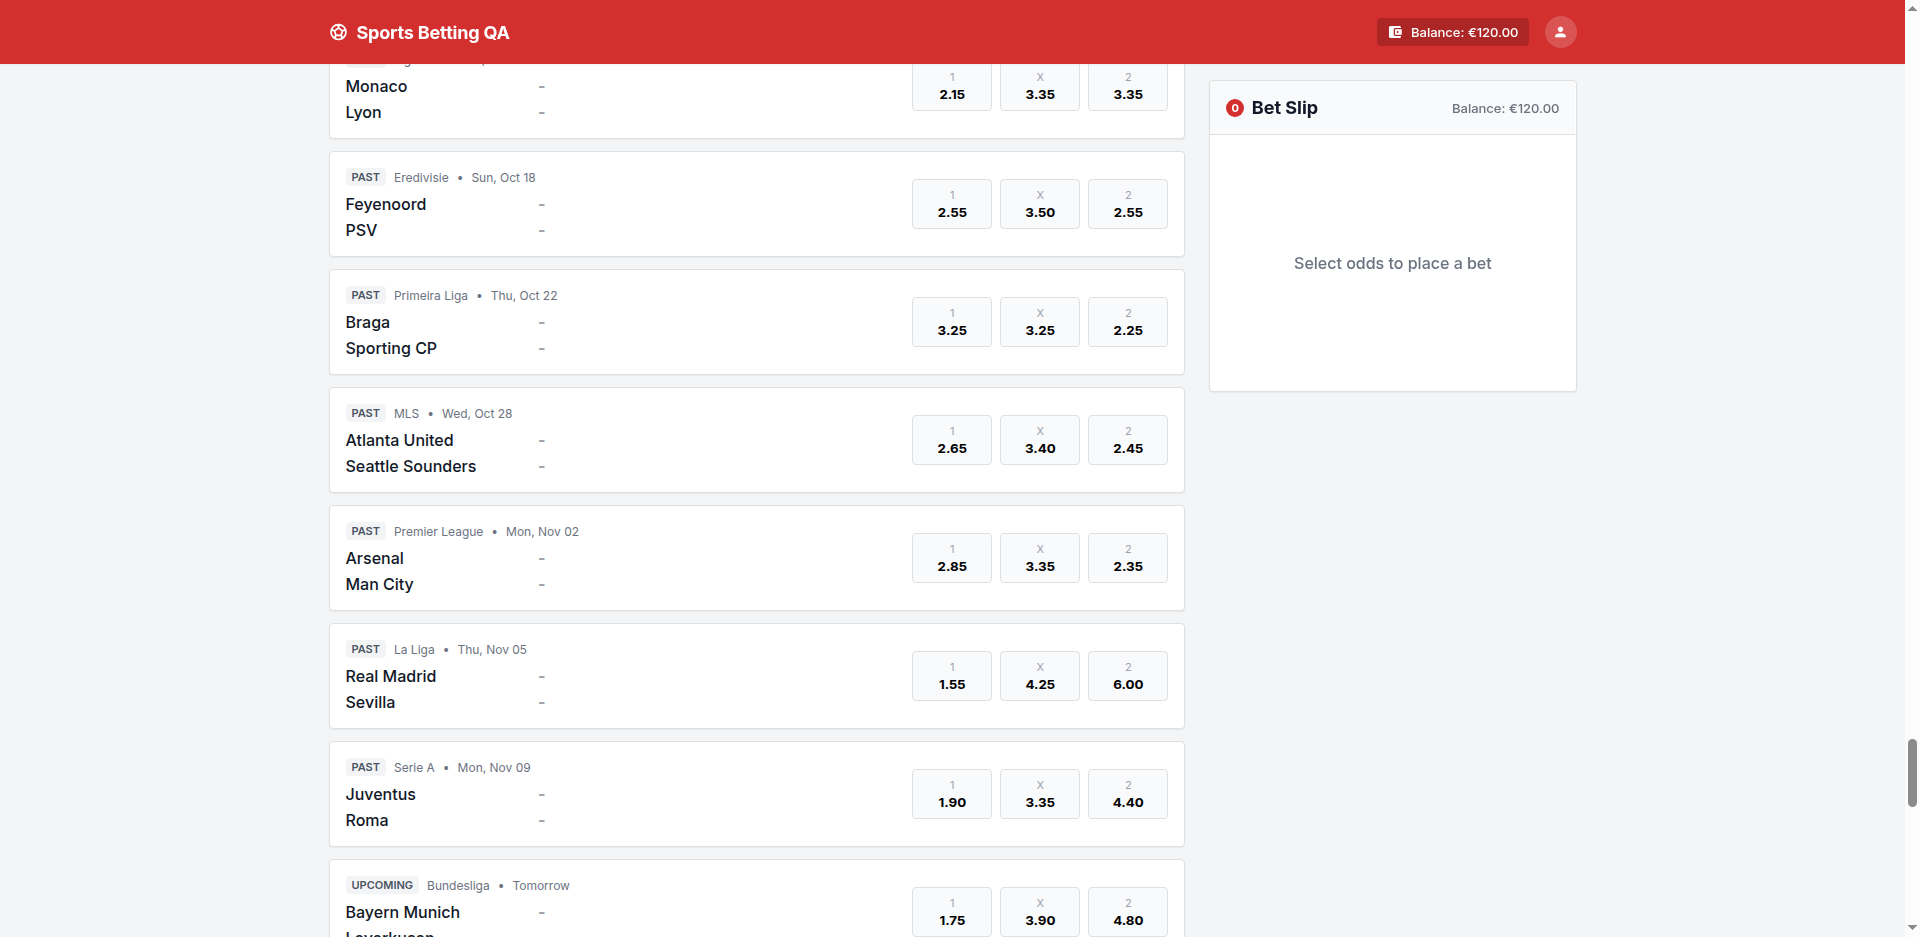 Sports Betting QA
Balance: €120.00
Monaco -
Lyon -
1 X 2
2.15 3.35 3.35
PAST Eredivisie • Sun, Oct 18
Feyenoord -
PSV -
1 X 2
2.55 3.50 2.55
PAST Primeira Liga • Thu, Oct 22
Braga -
Sporting CP -
1 X 2
3.25 3.25 2.25
PAST MLS • Wed, Oct 28
Atlanta United -
Seattle Sounders -
1 X 2
2.65 3.40 2.45
PAST Premier League • Mon, Nov 02
Arsenal -
Man City -
1 X 2
2.85 3.35 2.35
PAST La Liga • Thu, Nov 05
Real Madrid -
Sevilla -
1 X 2
1.55 4.25 6.00
PAST Serie A • Mon, Nov 09
Juventus -
Roma -
1 X 2
1.90 3.35 4.40
UPCOMING Bundesliga • Tomorrow
Bayern Munich -
Leverkusen
1 X 2
1.75 3.90 4.80
0 Bet Slip Balance: €120.00
Select odds to place a bet